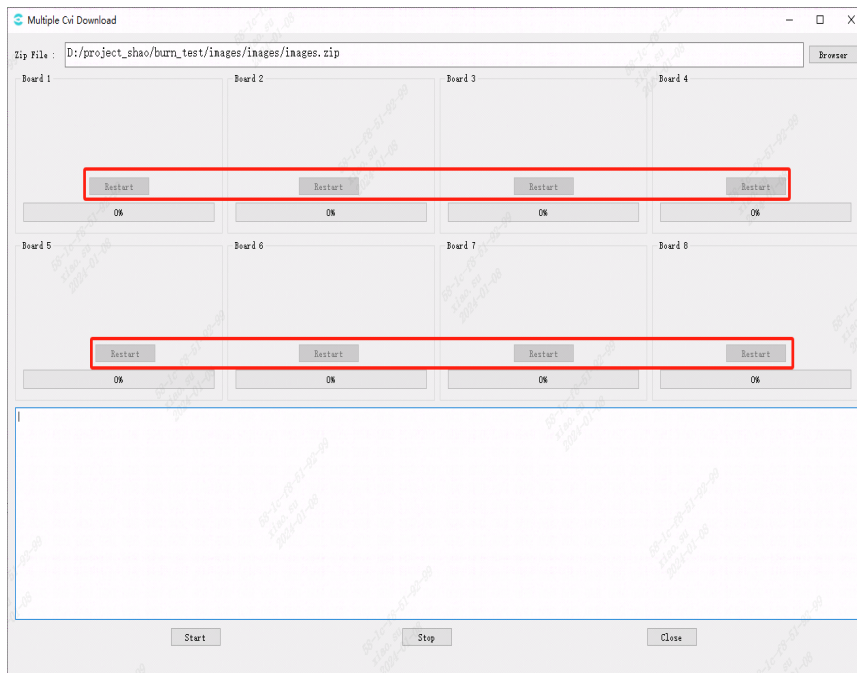 Multiple Cvi Download
Zip File : D:/project_shao/burn_test/images/images/images.zip Browser
Board 1 Board 2 Board 3 Board 4
Restart Restart Restart Restart
0% 0% 0% 0%
Board 5 Board 6 Board 7 Board 8
Restart Restart Restart Restart
0% 0% 0% 0%
Start Stop Close